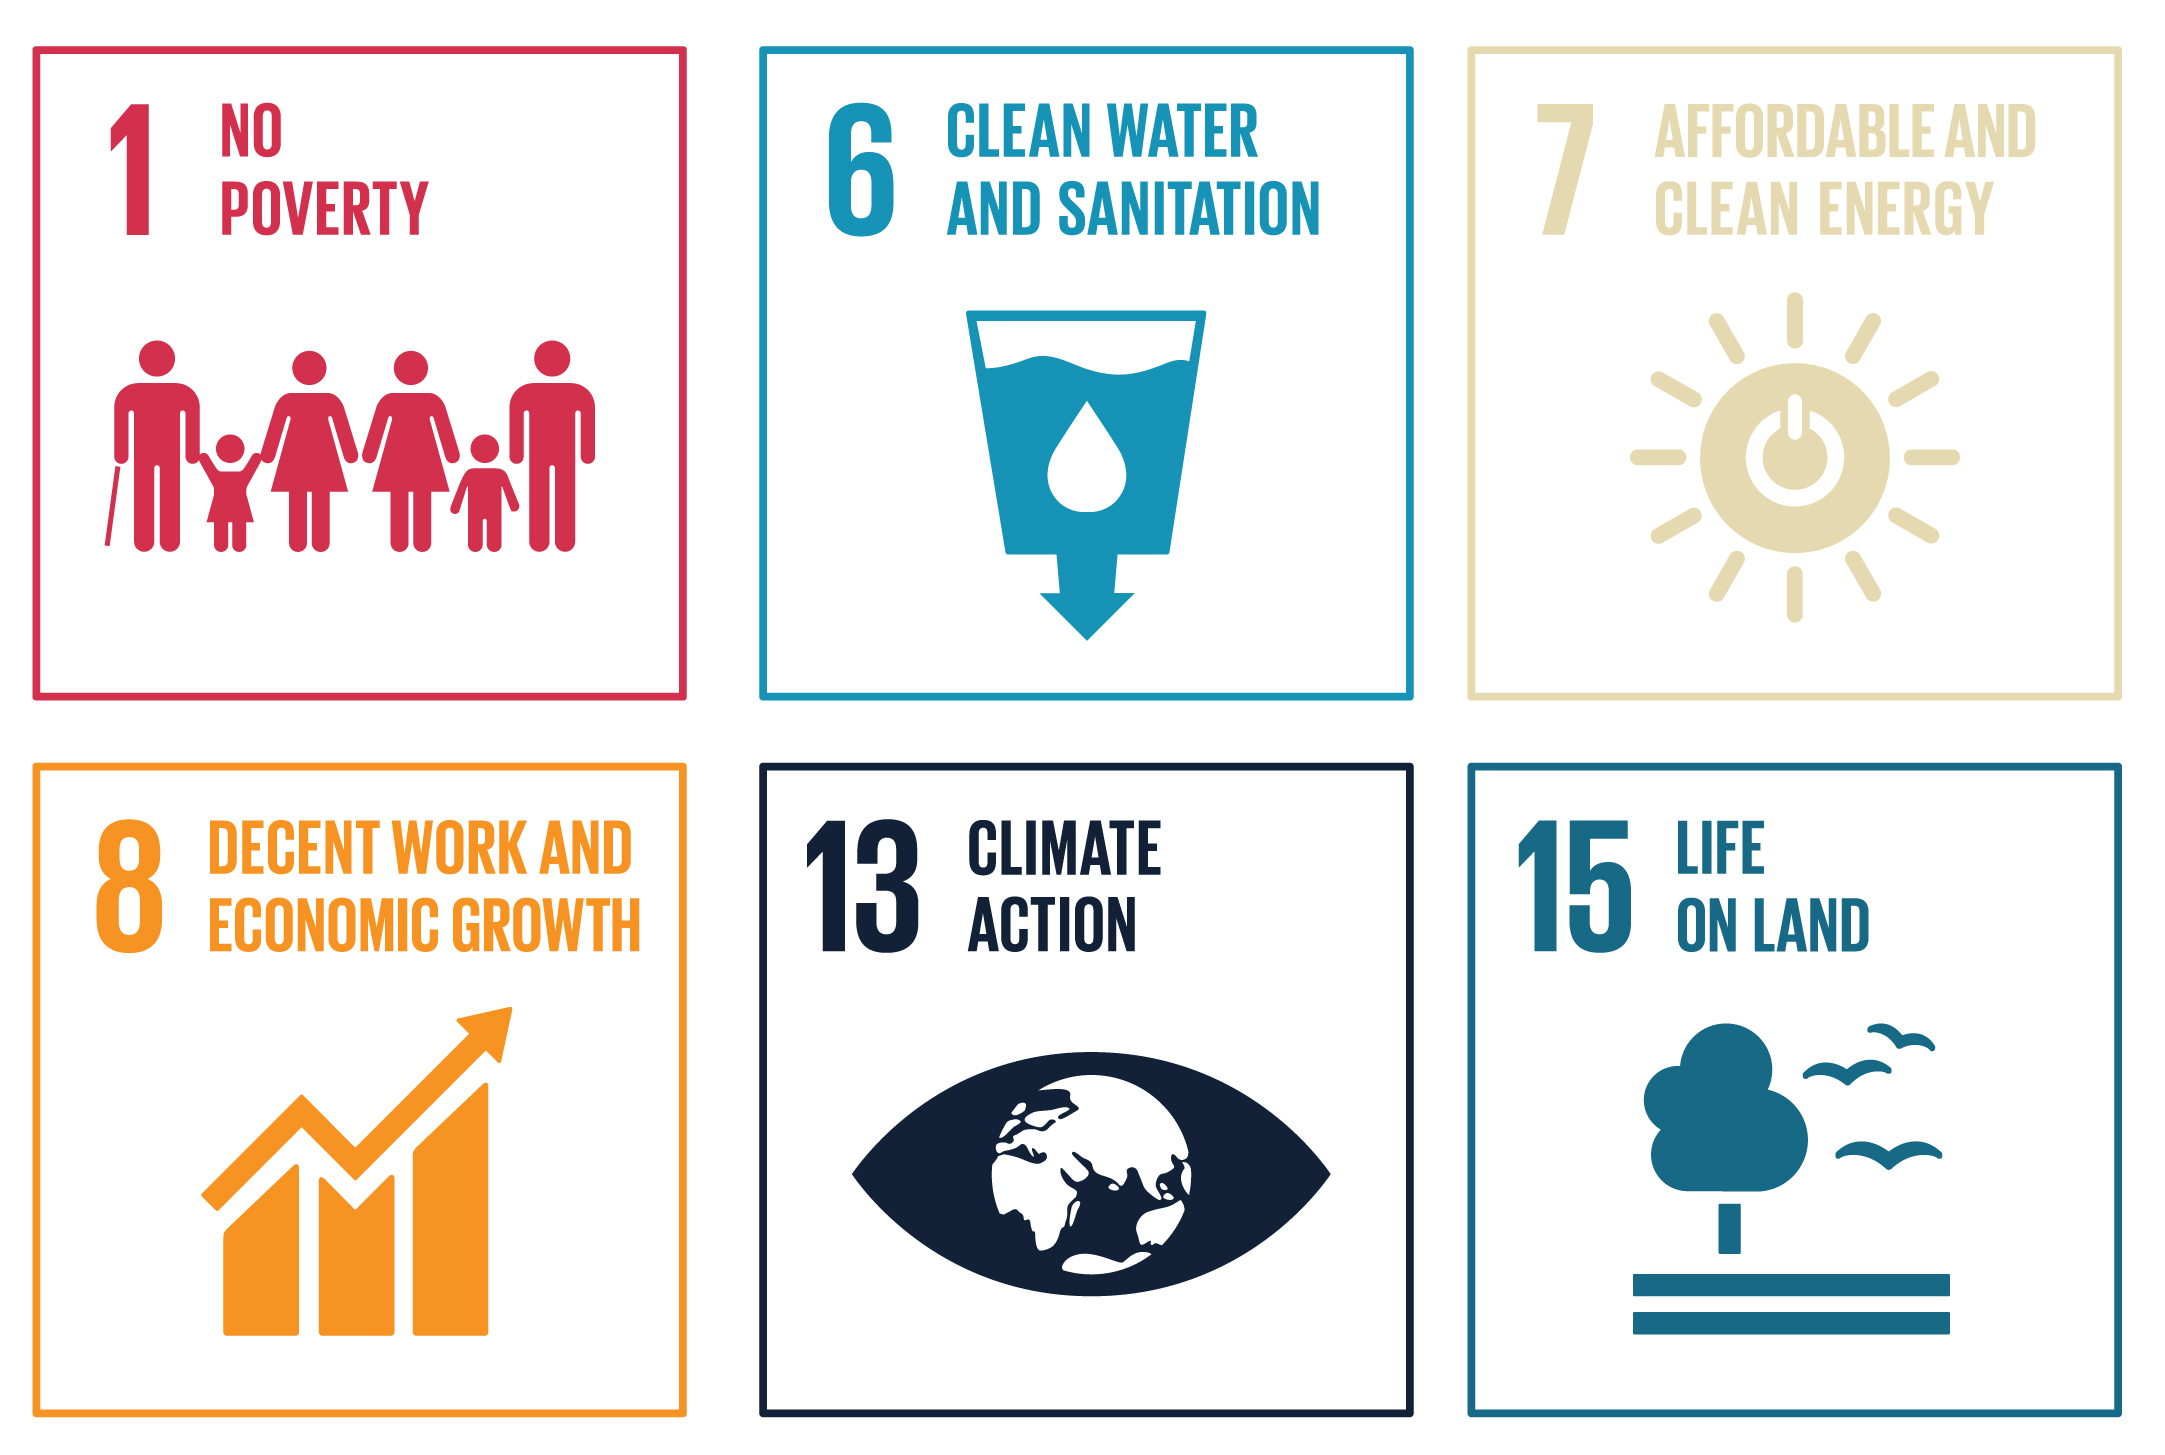 1 NO
POVERTY
6 CLEAN WATER
AND SANITATION
7 AFFORDABLE AND
CLEAN ENERGY
8 DECENT WORK AND
ECONOMIC GROWTH
13 CLIMATE
ACTION
15 LIFE
ON LAND